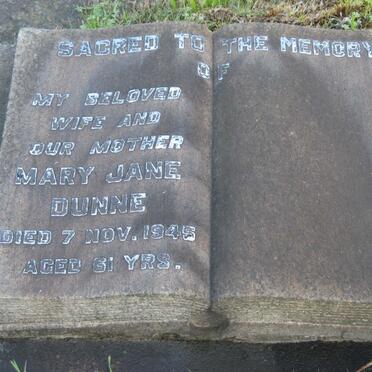 SACRED TO THE MEMORY
OF
MY BELOVED
WIFE AND
OUR MOTHER
MARY JANE
DUNNE
DIED 7 NOV. 1945
AGED 61 YRS.